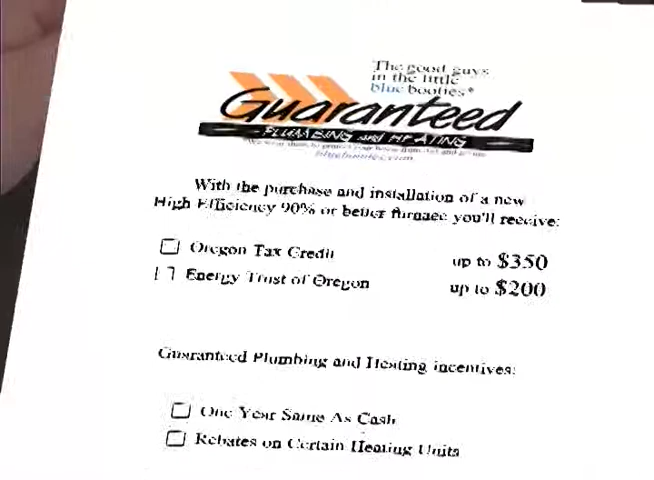 The good guys
in the little
blue booties®
Guaranteed
PLUMBING and HEATING
With the purchase and installation of a new
High Efficiency 90% or better furnace you'll receive:
Oregon Tax Credit up to $350
Energy Trust of Oregon up to $200
Guaranteed Plumbing and Heating incentives:
One Year Same As Cash
Rebates on Certain Heating Units